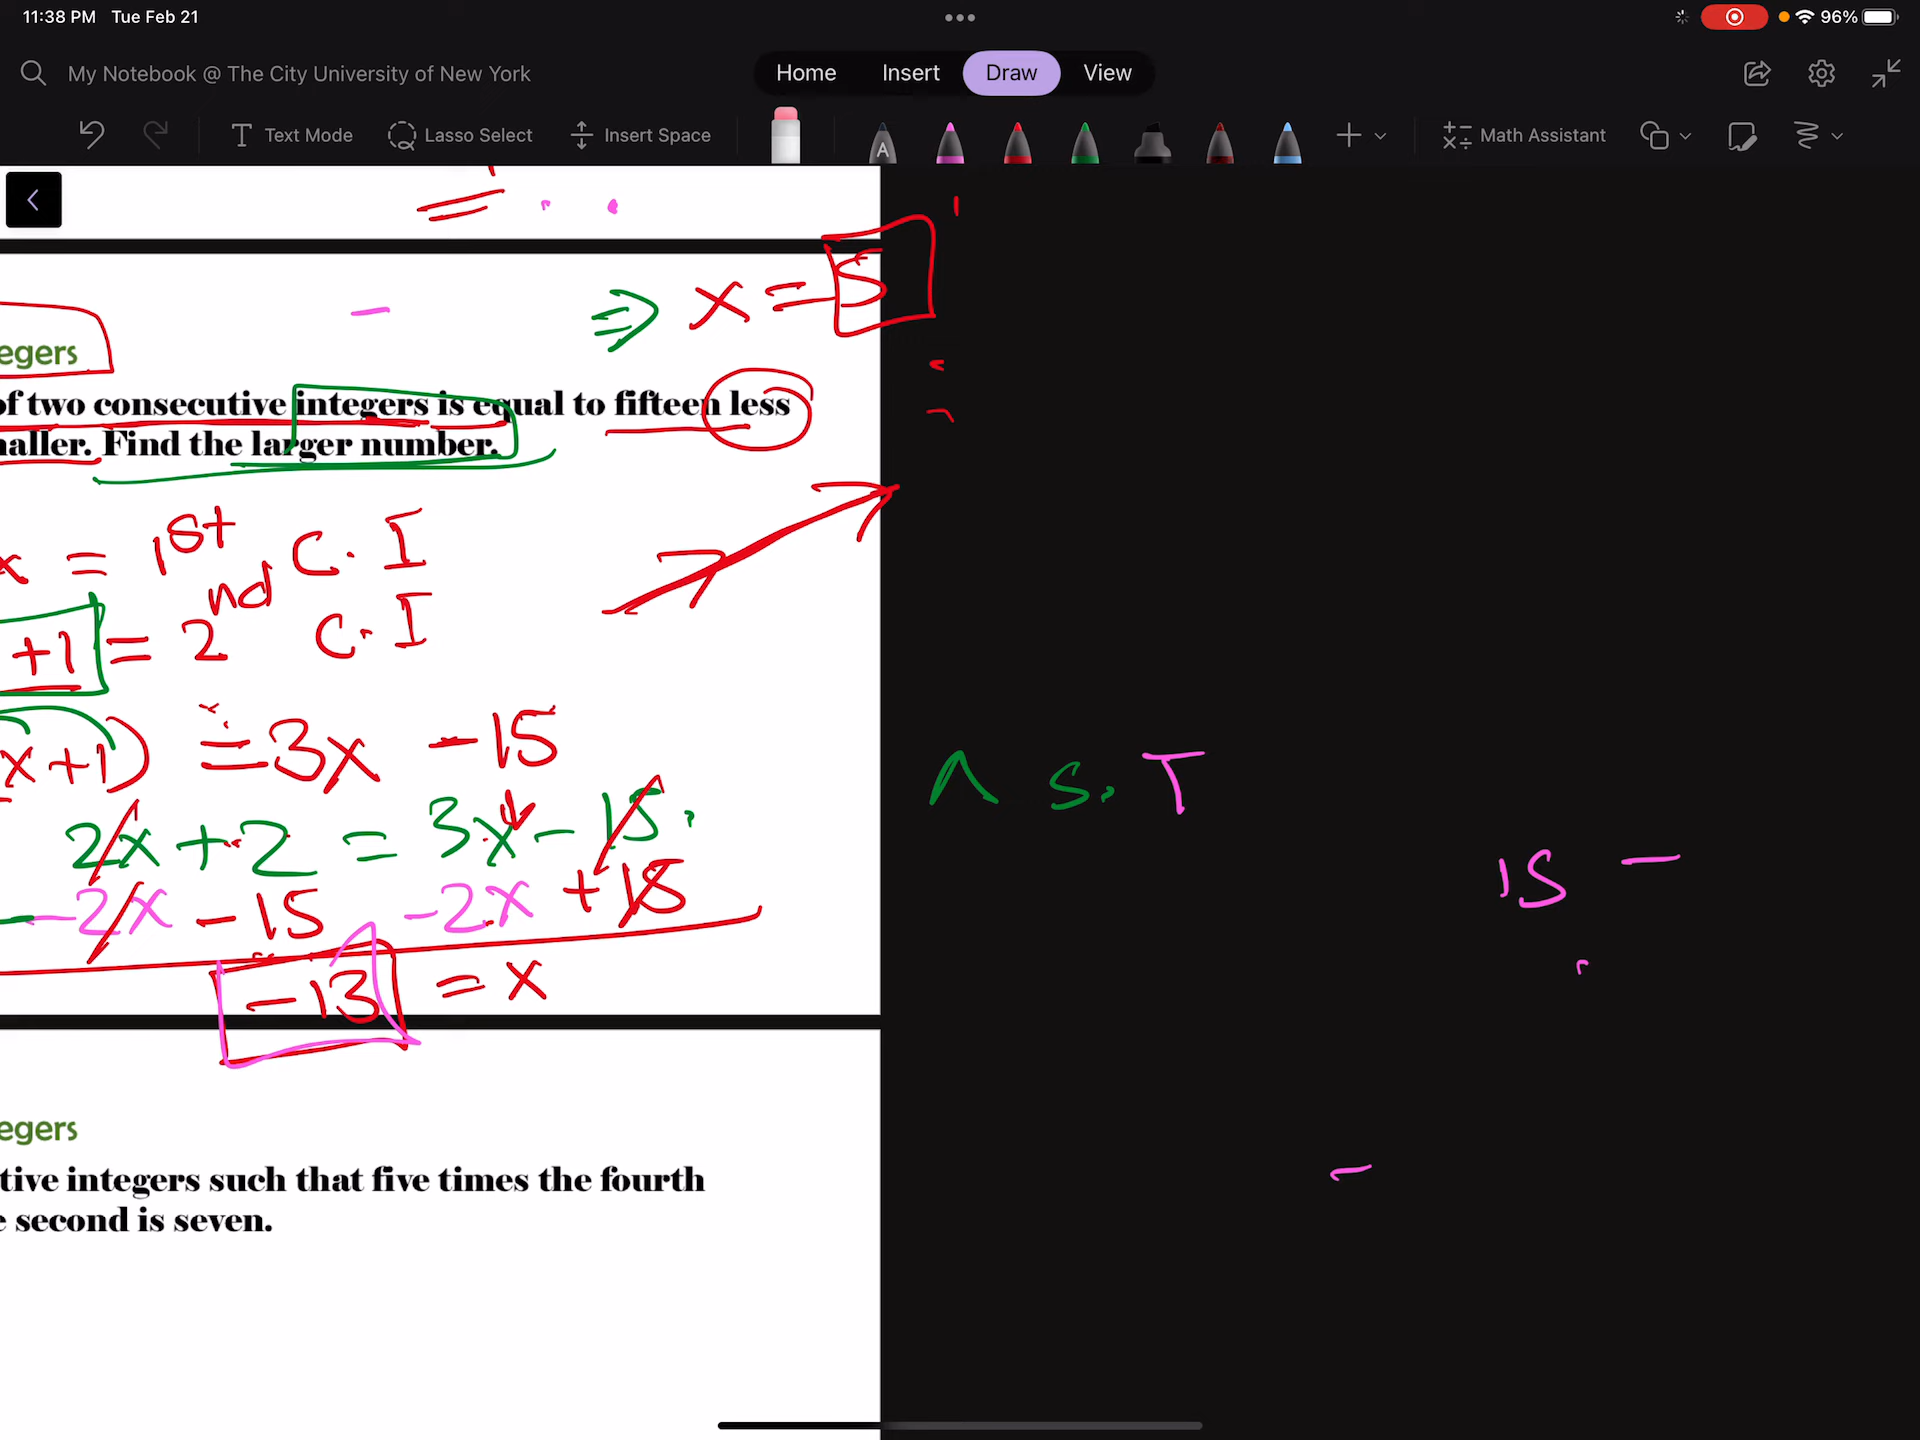 11:38 PM Tue Feb 21
96%
My Notebook @ The City University of New York
Home Insert Draw View
Text Mode Lasso Select Insert Space A Math Assistant
=
⇒ x = 5
egers
of two consecutive integers is equal to fifteen less
naller. Find the larger number.
x = 1st C.I
+1 = 2nd C.I
x+1) = 3x -15
2x + 2 = 3x - 15
-2x -15 -2x +15
-13 = x
^ s. T
15 -
egers
tive integers such that five times the fourth
e second is seven.